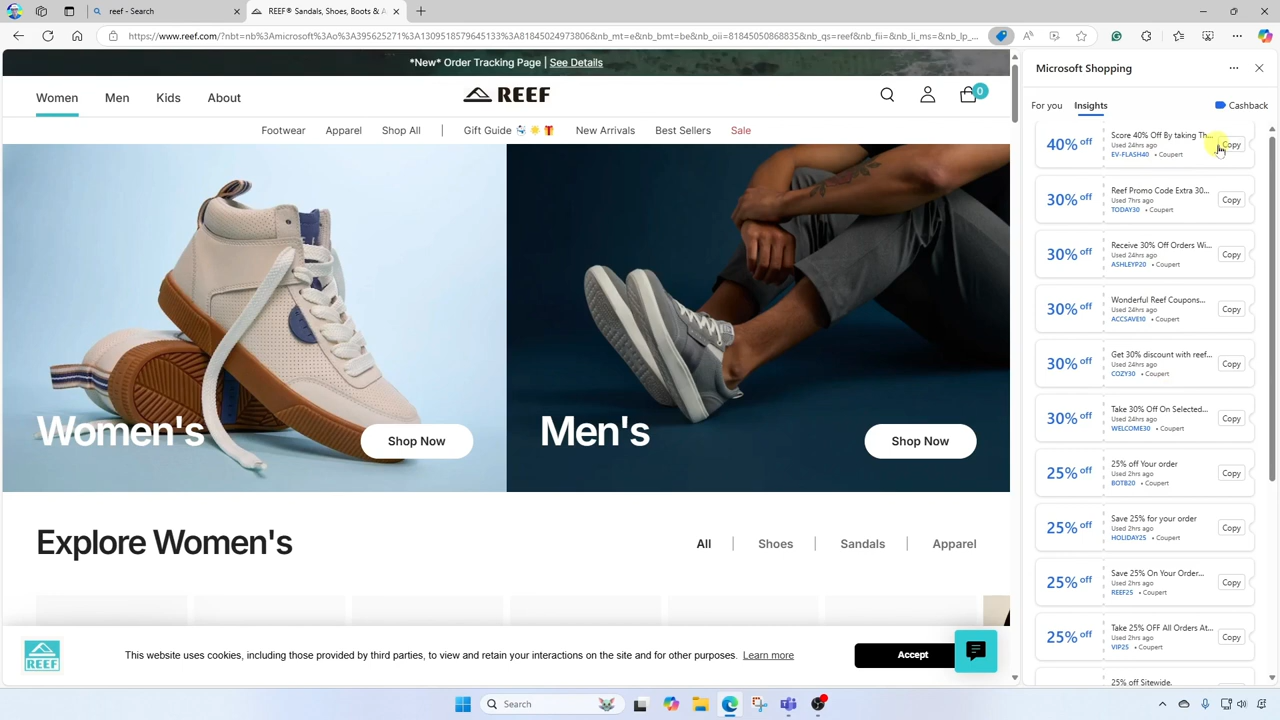 reef - Search
REEF® Sandals, Shoes, Boots & A
https://www.reef.com/?nbt=nb%3Amicrosoft%3Ao%3A395625271%3A1309518579645133%3A81845024973806&nb_mt=e&nb_bmt=be&nb_oii=81845050868835&nb_qs=reef&nb_fii=&nb_li_ms=&nb_lp_...
*New* Order Tracking Page | See Details
Women Men Kids About
REEF
0
Footwear Apparel Shop All | Gift Guide New Arrivals Best Sellers Sale
Women's
Shop Now
Men's
Shop Now
Explore Women's
All | Shoes | Sandals | Apparel
REEF
This website uses cookies, including those provided by third parties, to view and retain your interactions on the site and for other purposes. Learn more
Accept
Microsoft Shopping
For you Insights Cashback
40% off
Score 40% Off By taking Th...
Used 24hrs ago
EV-FLASH40 • Coupert
Copy
30% off
Reef Promo Code Extra 30...
Used 7hrs ago
TODAY30 • Coupert
Copy
30% off
Receive 30% Off Orders Wi...
Used 24hrs ago
ASHLEYP20 • Coupert
Copy
30% off
Wonderful Reef Coupons...
Used 24hrs ago
ACCSAVE10 • Coupert
Copy
30% off
Get 30% discount with reef...
Used 24hrs ago
COZY30 • Coupert
Copy
30% off
Take 30% Off On Selected...
Used 24hrs ago
WELCOME30 • Coupert
Copy
25% off
25% off Your order
Used 2hrs ago
BOTB20 • Coupert
Copy
25% off
Save 25% for your order
Used 2hrs ago
HOLIDAY25 • Coupert
Copy
25% off
Save 25% On Your Order...
Used 2hrs ago
REEF25 • Coupert
Copy
25% off
Take 25% OFF All Orders At...
Used 2hrs ago
VIP25 • Coupert
Copy
25% off Sitewide.
Search